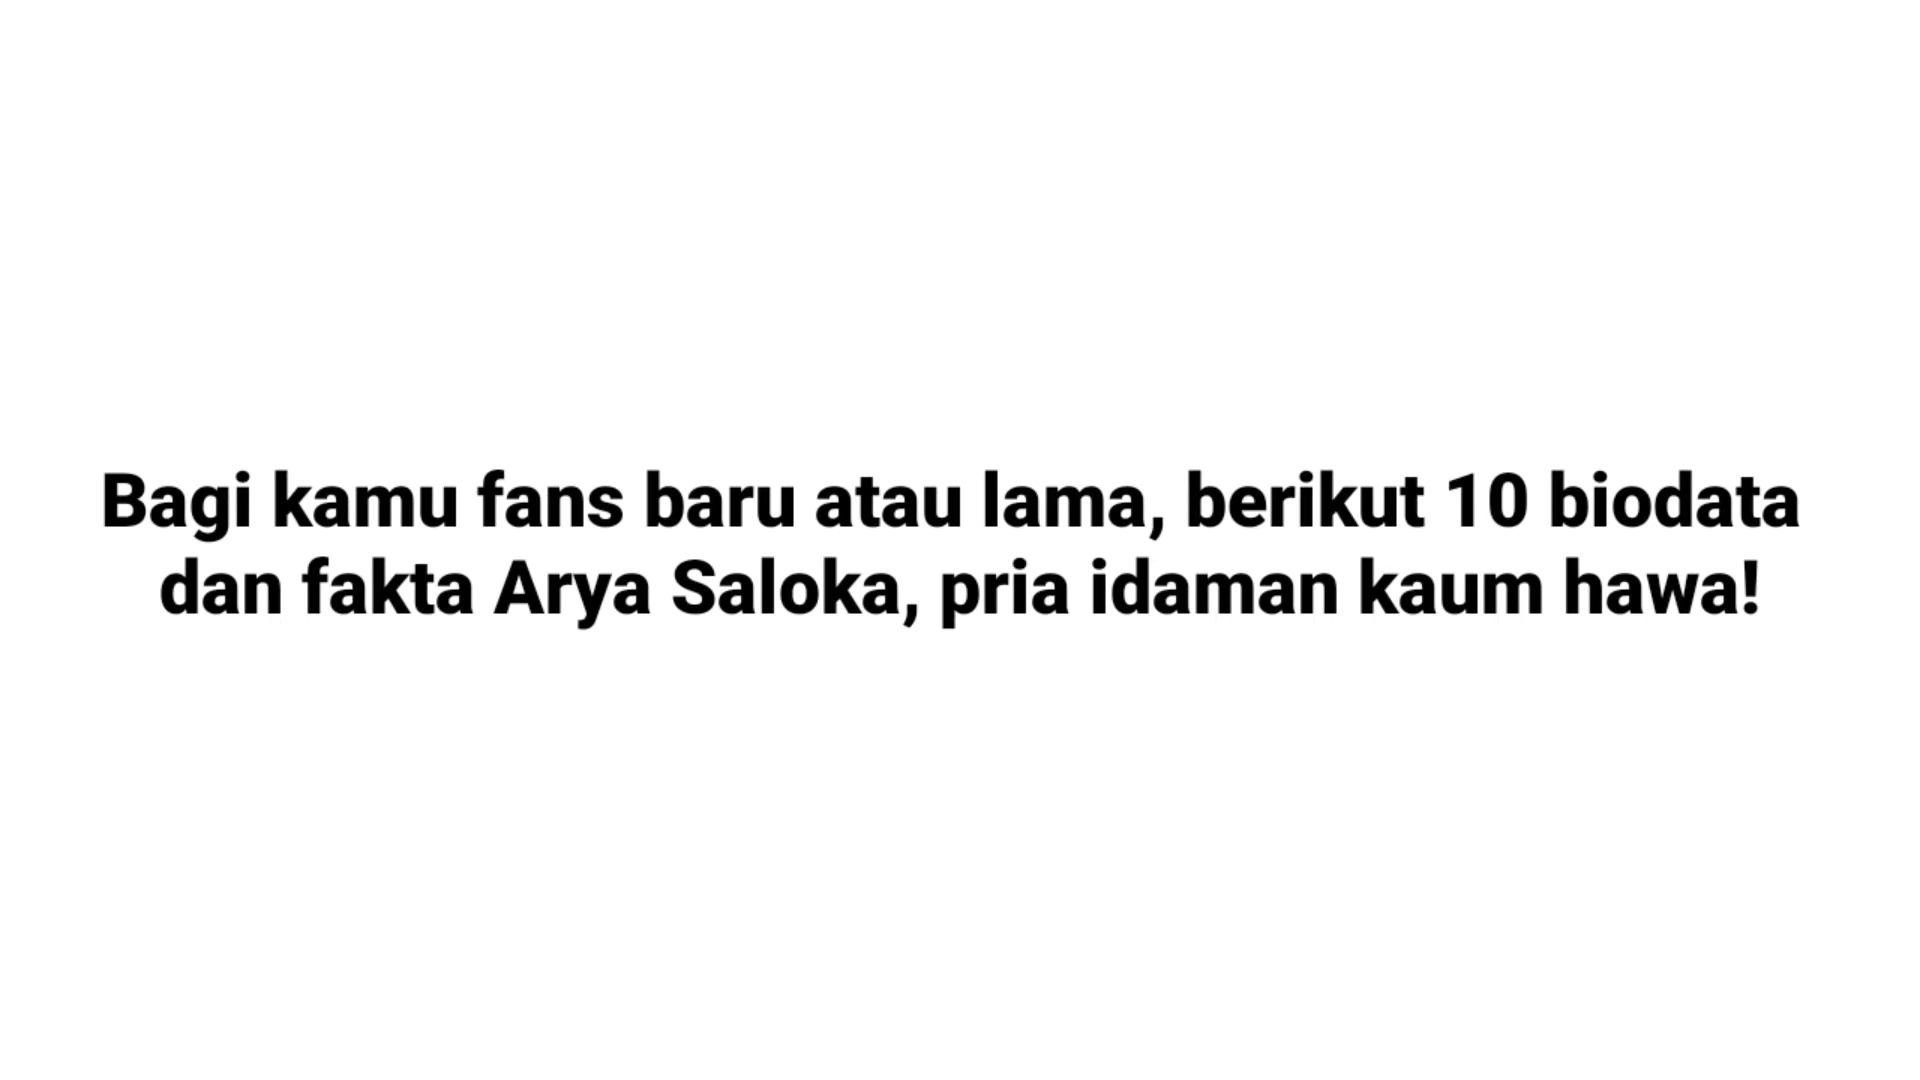 Bagi kamu fans baru atau lama, berikut 10 biodata
dan fakta Arya Saloka, pria idaman kaum hawa!